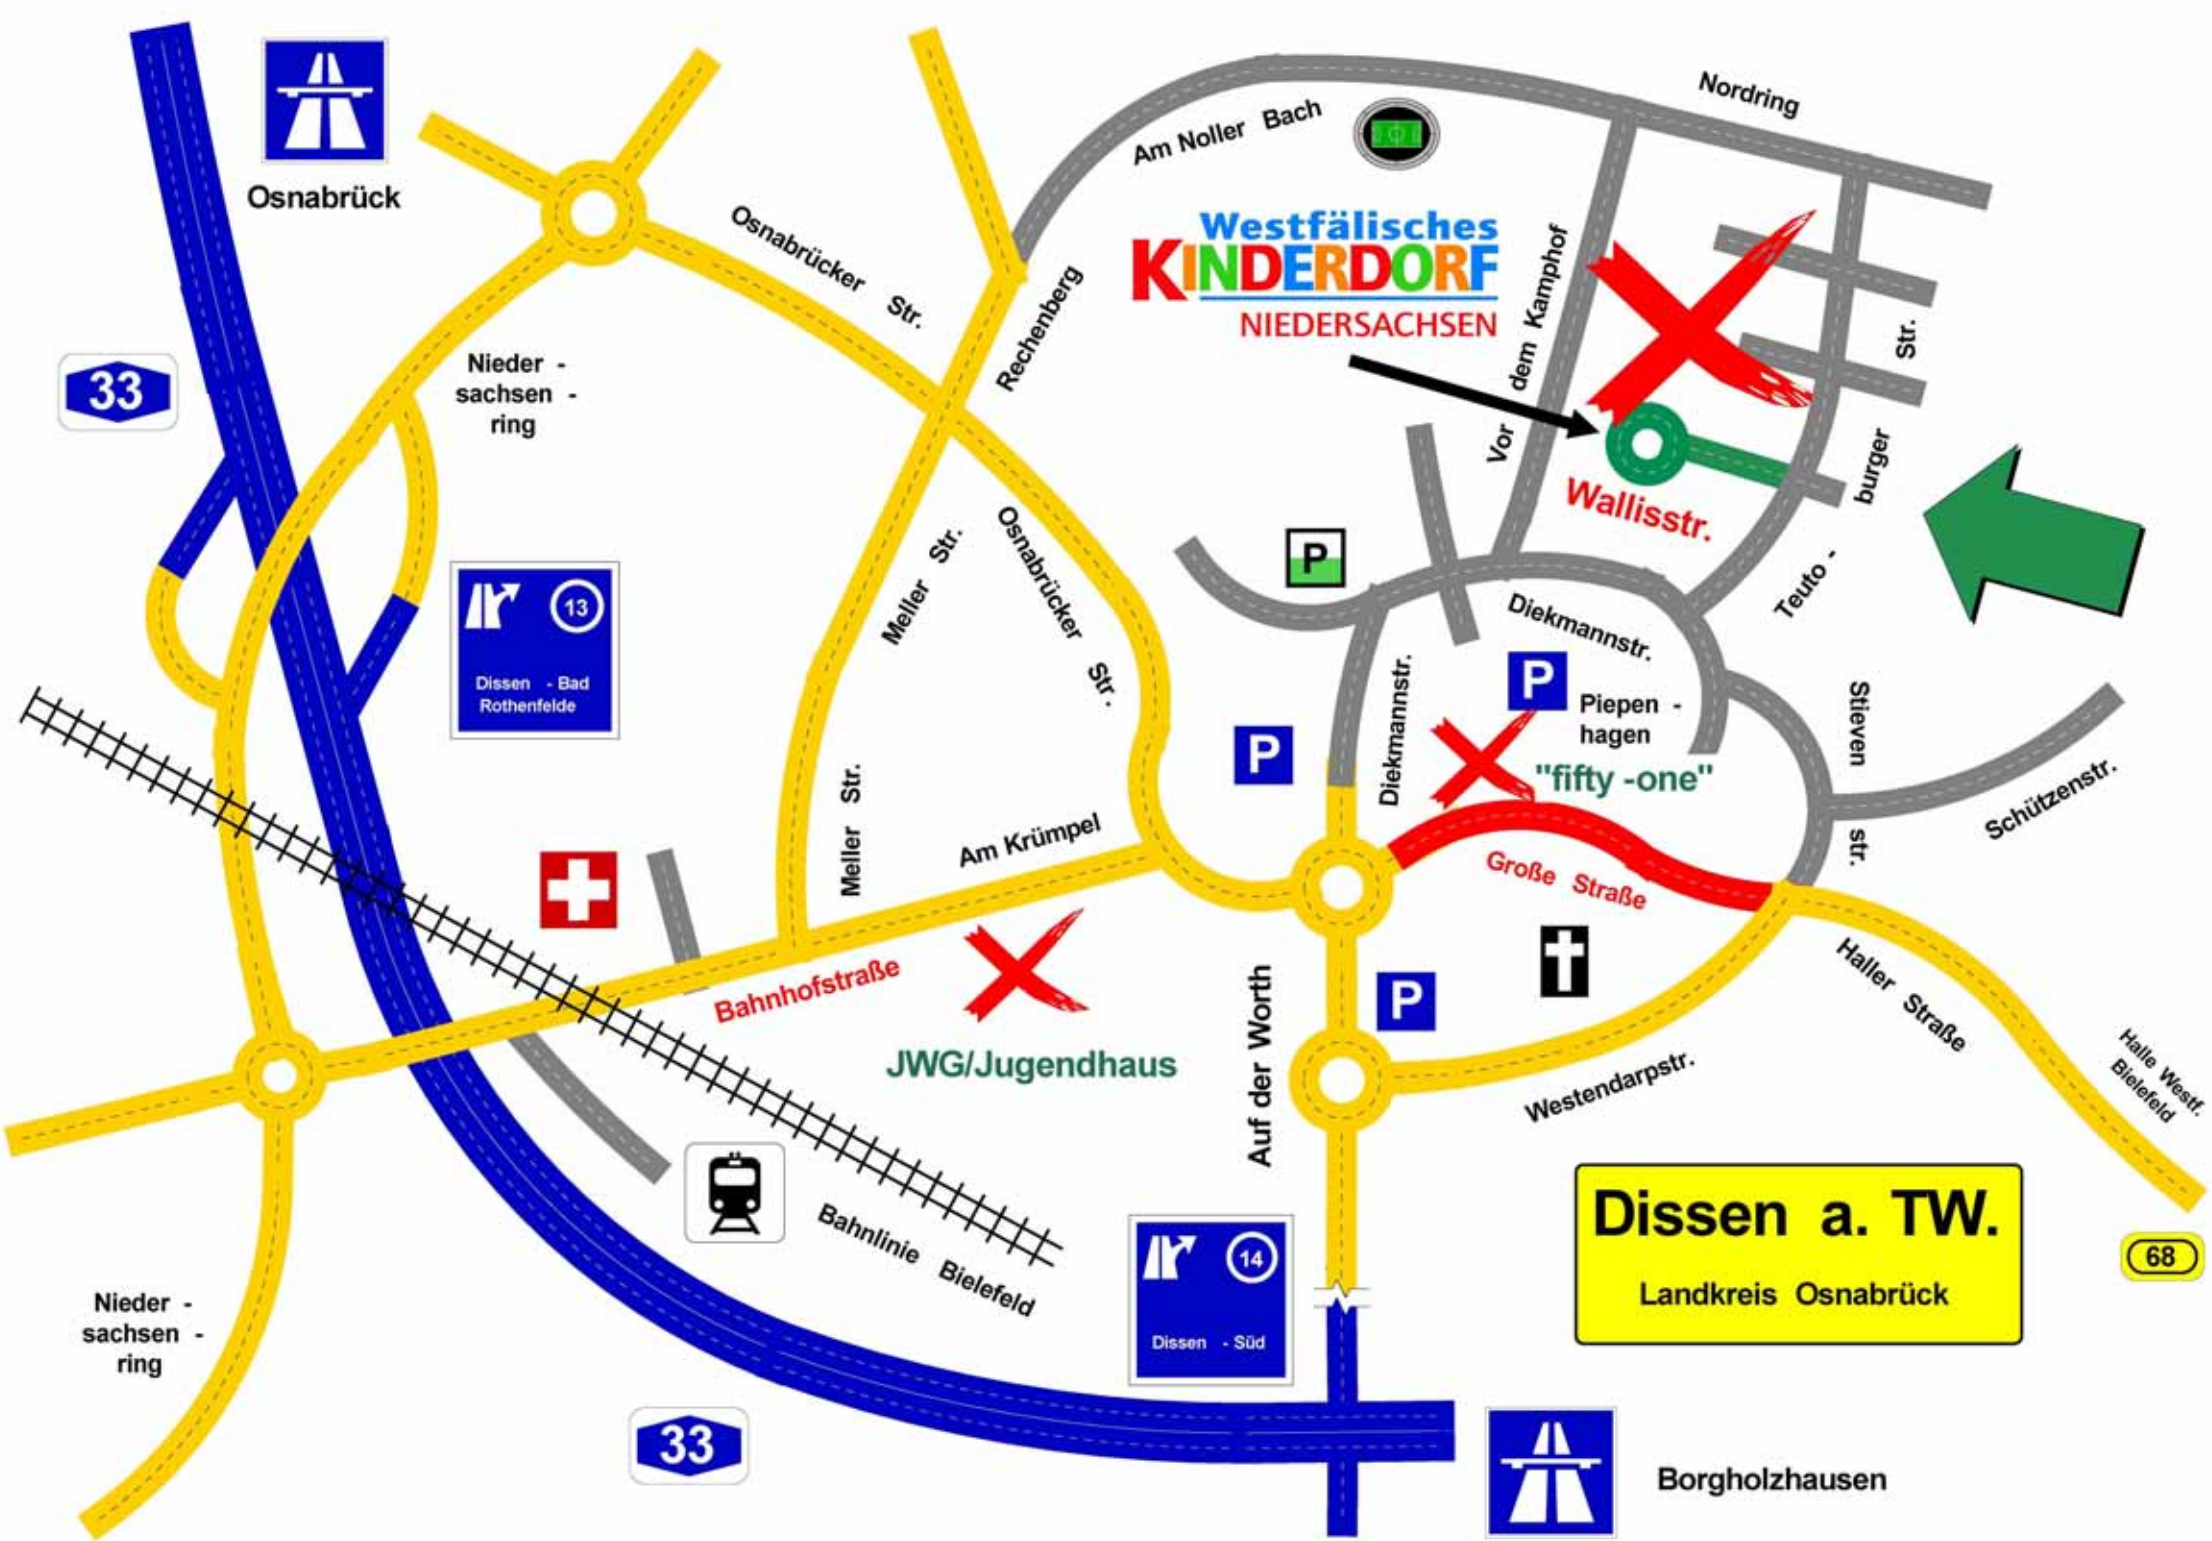 Nordring
Am Noller Bach
Osnabrück
Osnabrücker Str.
Westfälisches
KINDERDORF
NIEDERSACHSEN
Rechenberg
Vor dem Kamphof
Str.
burger
Teuto -
33
Nieder -
sachsen -
ring
Wallisstr.
Meller Str.
Osnabrücker Str.
P
13
Dissen - Bad
Rothenfelde
Diekmannstr.
P
Piepen -
hagen
"fifty -one"
Diekmannstr.
P
Stieven
str.
Schützenstr.
Meller Str.
Am Krümpel
Große Straße
Bahnhofstraße
JWG/Jugendhaus
Auf der Worth
P
Haller Straße
Halle Westf.
Bielefeld
Westendarpstr.
Bahnlinie Bielefeld
Dissen a. TW.
Landkreis Osnabrück
68
14
Dissen - Süd
Nieder -
sachsen -
ring
33
Borgholzhausen